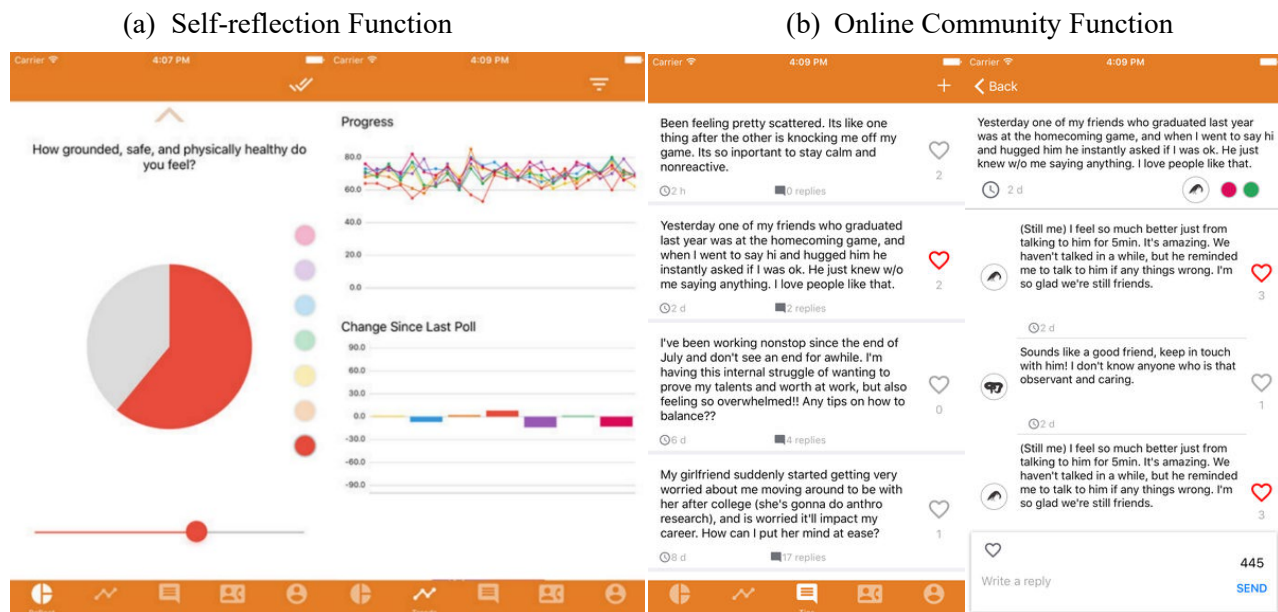 (a) Self-reflection Function
Carrier
4:07 PM
How grounded, safe, and physically healthy do
you feel?
Carrier
4:09 PM
Progress
80.0
60.0
40.0
20.0
0.0
Change Since Last Poll
90.0
60.0
30.0
0.0
-30.0
-60.0
-90.0
(b) Online Community Function
Carrier
4:09 PM
+
Been feeling pretty scattered. Its like one
thing after the other is knocking me off my
game. Its so inportant to stay calm and
nonreactive.
2
2 h
0 replies
Yesterday one of my friends who graduated
last year was at the homecoming game, and
when I went to say hi and hugged him he
instantly asked if I was ok. He just knew w/o
me saying anything. I love people like that.
2
2 d
2 replies
I've been working nonstop since the end of
July and don't see an end for awhile. I'm
having this internal struggle of wanting to
prove my talents and worth at work, but also
feeling so overwhelmed!! Any tips on how to
balance??
0
6 d
4 replies
My girlfriend suddenly started getting very
worried about me moving around to be with
her after college (she's gonna do anthro
research), and is worried it'll impact my
career. How can I put her mind at ease?
1
8 d
17 replies
Carrier
4:09 PM
Back
Yesterday one of my friends who graduated last year
was at the homecoming game, and when I went to say hi
and hugged him he instantly asked if I was ok. He just
knew w/o me saying anything. I love people like that.
2 d
(Still me) I feel so much better just from
talking to him for 5min. It's amazing. We
haven't talked in a while, but he reminded
me to talk to him if any things wrong. I'm
so glad we're still friends.
3
2 d
Sounds like a good friend, keep in touch
with him! I don't know anyone who is that
observant and caring.
1
2 d
(Still me) I feel so much better just from
talking to him for 5min. It's amazing. We
haven't talked in a while, but he reminded
me to talk to him if any things wrong. I'm
so glad we're still friends.
3
445
Write a reply
SEND